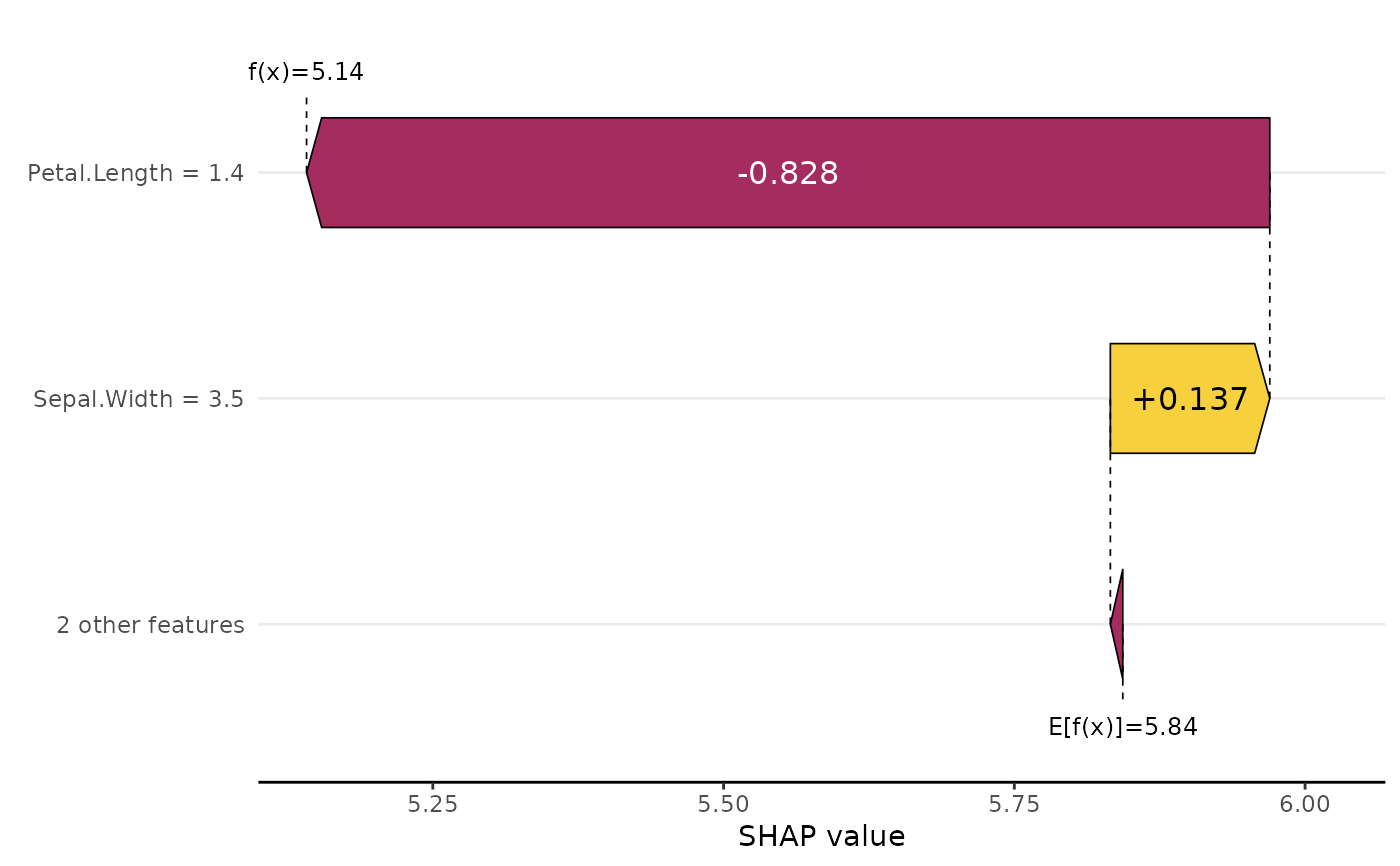 f(x)=5.14
Petal.Length = 1.4
-0.828
Sepal.Width = 3.5
+0.137
2 other features
E[f(x)]=5.84
5.25 5.50 5.75 6.00
SHAP value